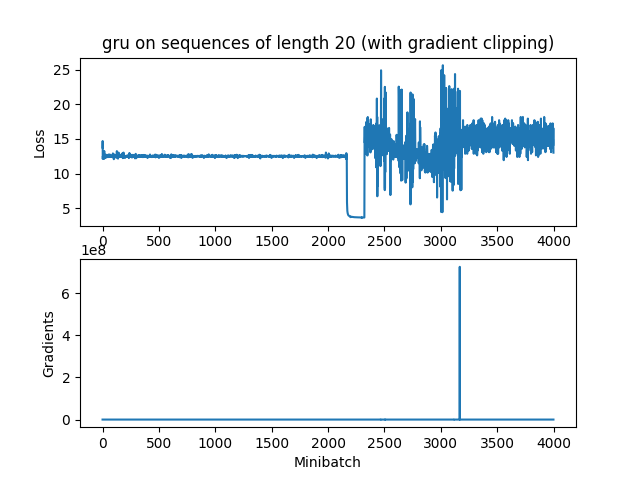 gru on sequences of length 20 (with gradient clipping)
25
20
15
10
5
Loss
0 500 1000 1500 2000 2500 3000 3500 4000
1e8
6
4
2
0
Gradients
0 500 1000 1500 2000 2500 3000 3500 4000
Minibatch